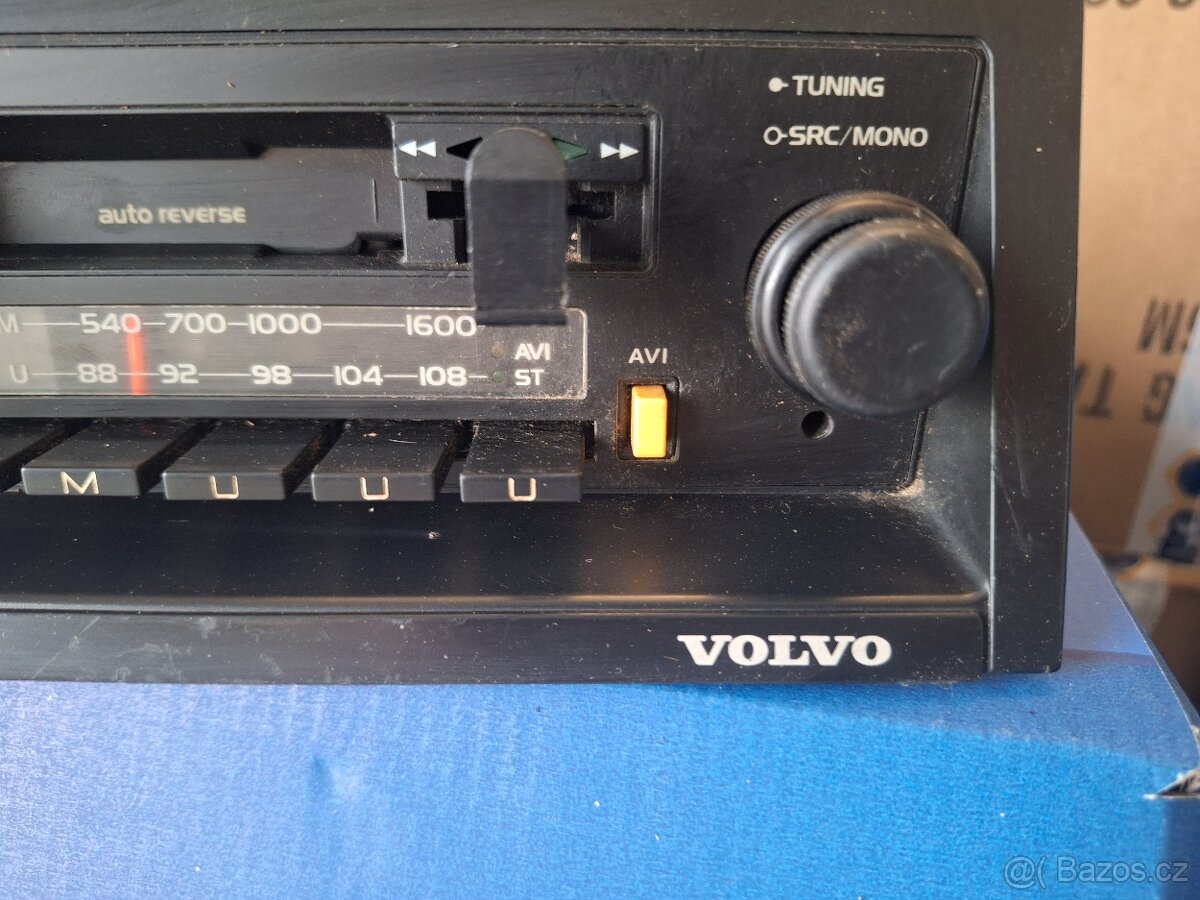 TUNING
SRC/MONO
auto reverse
M 540 700 1000 1600
AVI
U 88 92 98 104 108 ST
AVI
M U U U
VOLVO
@( Bazos.cz